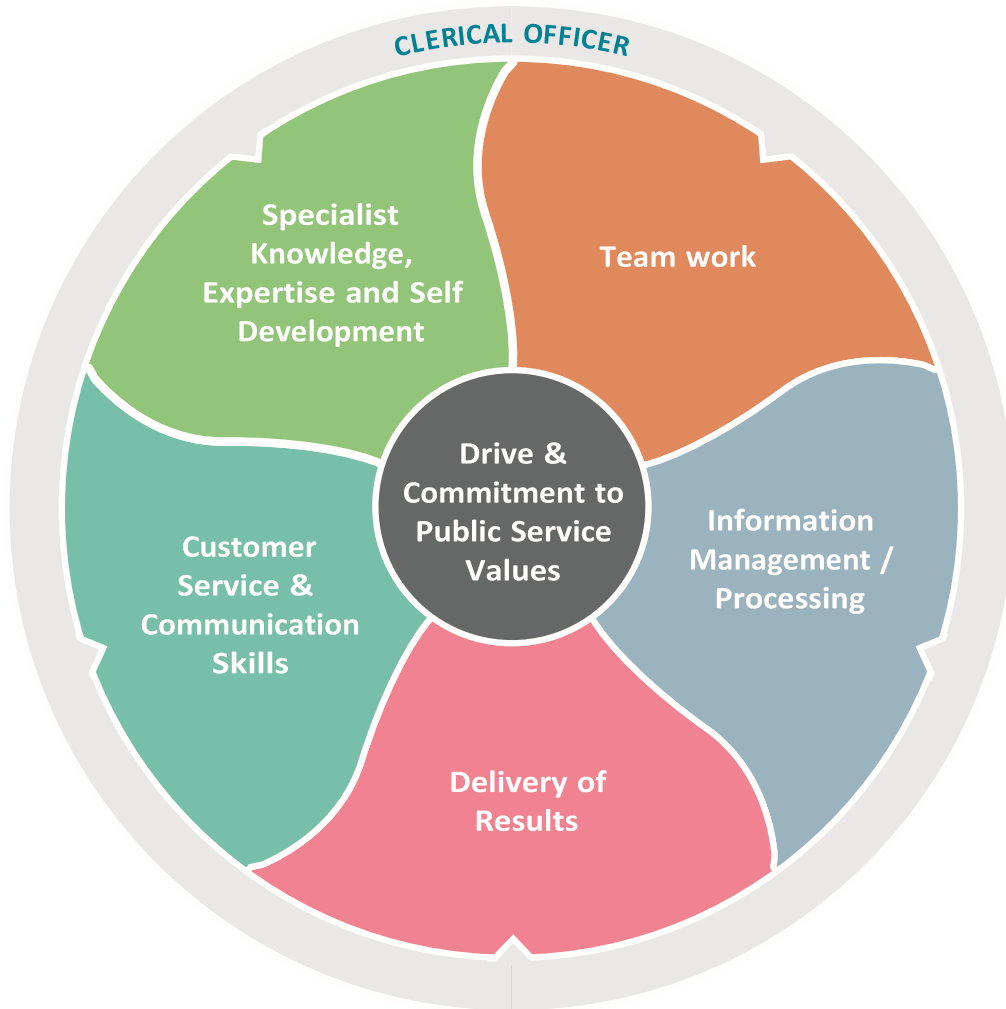 CLERICAL OFFICER
Specialist
Knowledge,
Expertise and Self
Development
Team work
Drive &
Commitment to
Public Service
Values
Information
Management /
Processing
Customer
Service &
Communication
Skills
Delivery of
Results